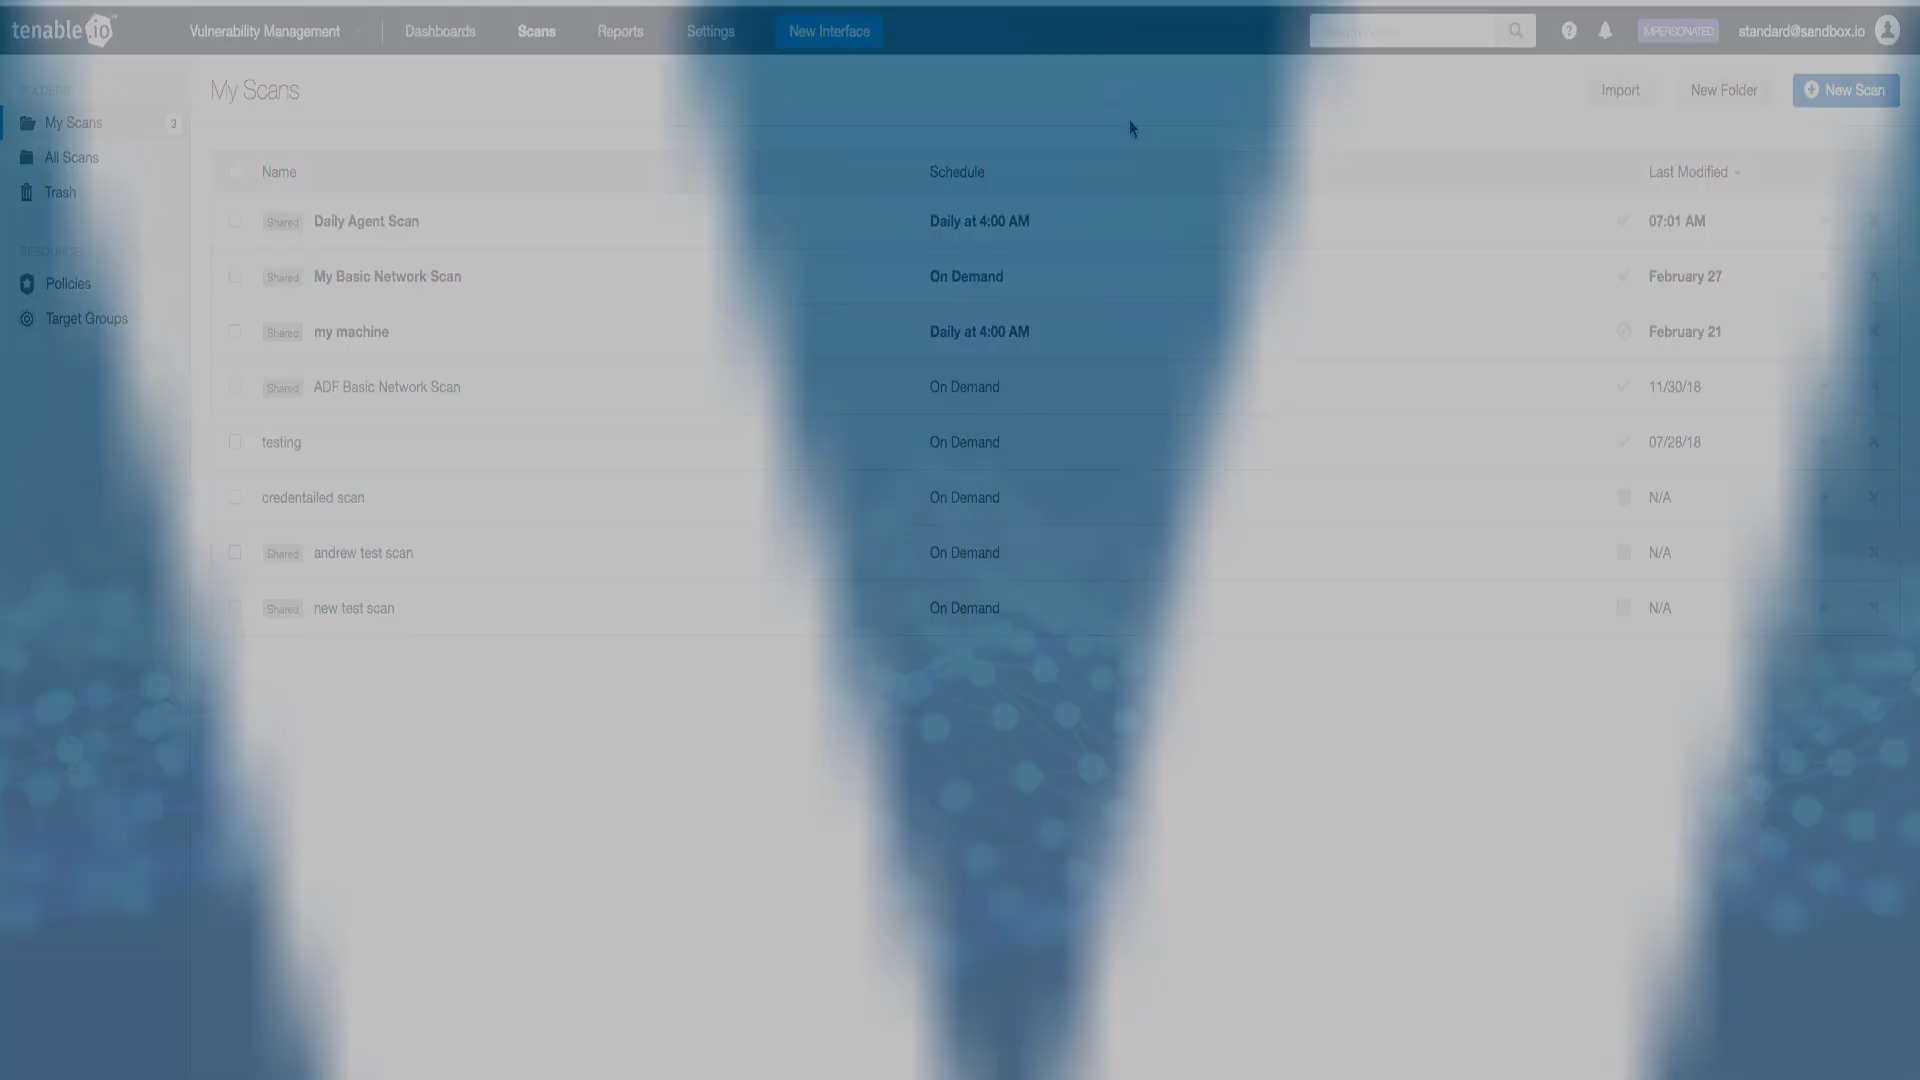 tenable.io™ Vulnerability Management Dashboards Scans Reports Settings New Interface IMPERSONATED standard@sandbox.io
FOLDERS
My Scans 3
All Scans
Trash
RESOURCES
Policies
Target Groups
My Scans Import New Folder New Scan
Name Schedule Last Modified
Shared Daily Agent Scan Daily at 4:00 AM 07:01 AM
Shared My Basic Network Scan On Demand February 27
Shared my machine Daily at 4:00 AM February 21
Shared ADF Basic Network Scan On Demand 11/30/18
testing On Demand 07/28/18
credentailed scan On Demand N/A
Shared andrew test scan On Demand N/A
Shared new test scan On Demand N/A